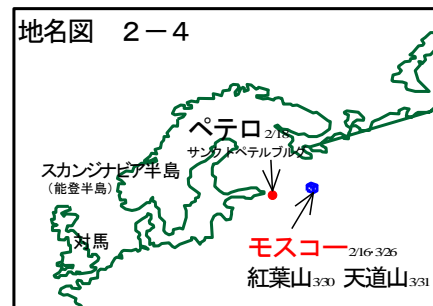 地名図 2-4
ペテロ2/18
サンクトペテルブルク
スカンジナビア半島
(能登半島)
対馬
モスコー2/16・3/26
紅葉山3/30 天道山3/31